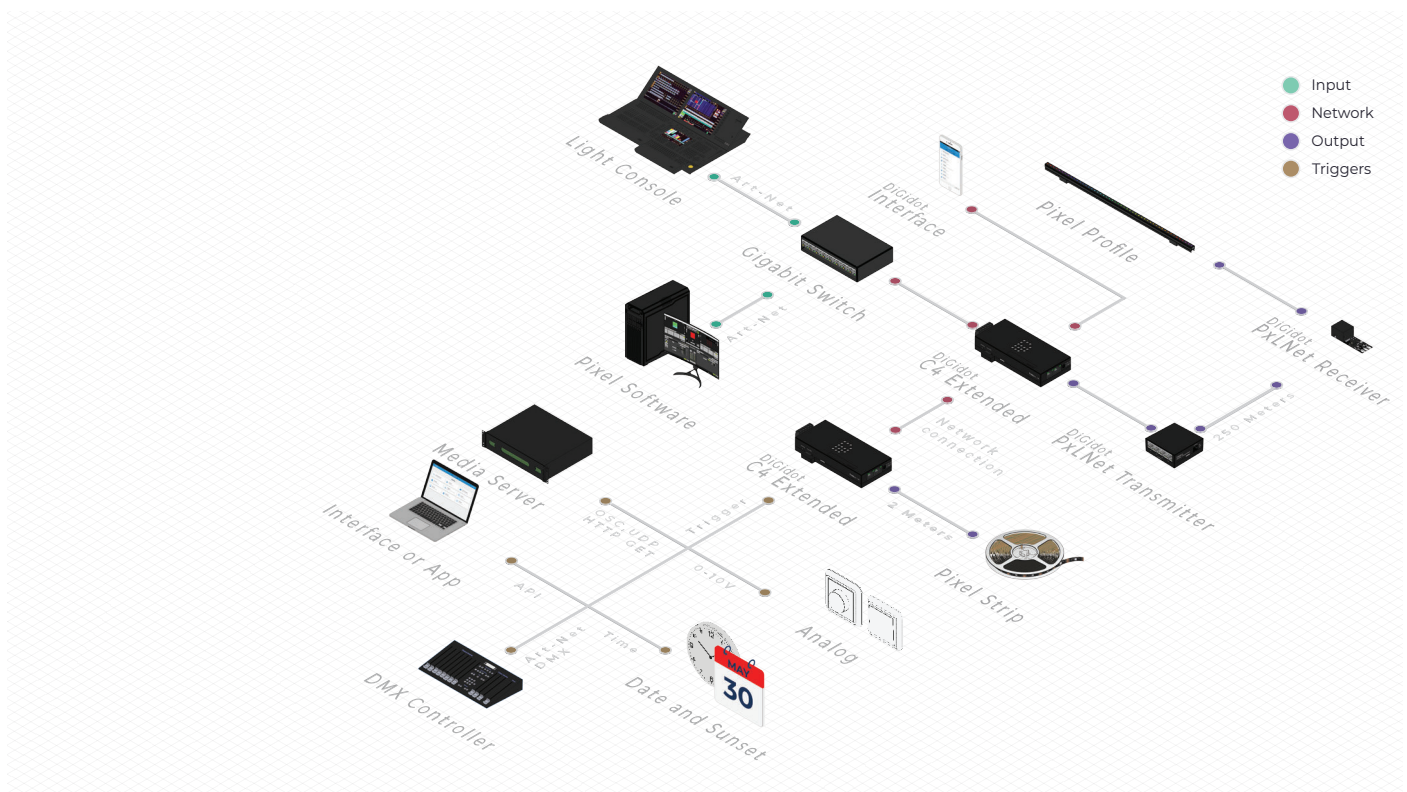 Input
Network
Output
Triggers
Light Console
Art-Net
Gigabit Switch
DiGidot
Interface
Pixel Profile
Art-Net
Pixel Software
DiGidot
C4 Extended
DiGidot
PxLNet Receiver
250 Meters
DiGidot
PxLNet Transmitter
Network
connection
DiGidot
C4 Extended
2 Meters
Pixel Strip
Media Server
Interface or App
OSC,UDP
HTTP GET
Trigger
0-10V
API
Time
Art-Net
DMX
Analog
DMX Controller
MAY
30
Date and Sunset